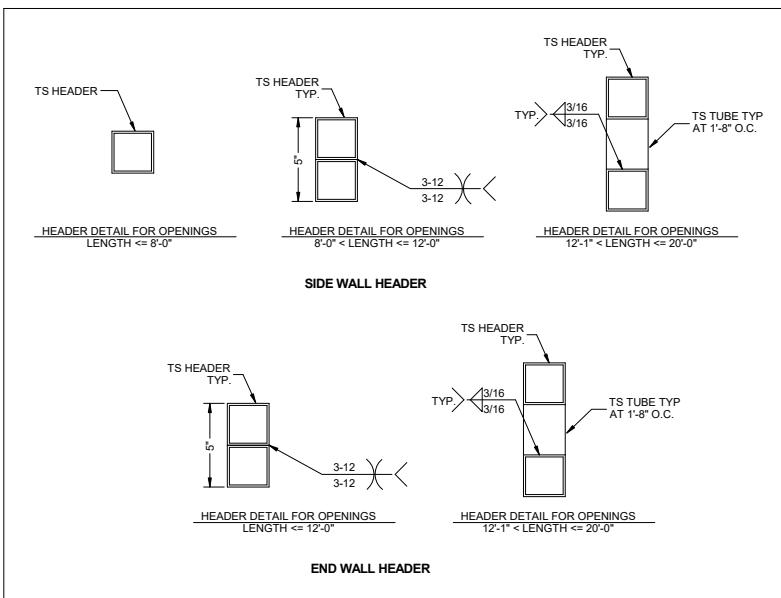 TS HEADER
HEADER DETAIL FOR OPENINGS
LENGTH <= 8'-0"
TS HEADER
TYP.
5"
3-12
3-12
HEADER DETAIL FOR OPENINGS
8'-0" < LENGTH <= 12'-0"
TS HEADER
TYP.
TYP.
3/16
3/16
TS TUBE TYP
AT 1'-8" O.C.
HEADER DETAIL FOR OPENINGS
12'-1" < LENGTH <= 20'-0"
SIDE WALL HEADER
TS HEADER
TYP.
5"
3-12
3-12
HEADER DETAIL FOR OPENINGS
LENGTH <= 12'-0"
TS HEADER
TYP.
TYP.
3/16
3/16
TS TUBE TYP
AT 1'-8" O.C.
HEADER DETAIL FOR OPENINGS
12'-1" < LENGTH <= 20'-0"
END WALL HEADER